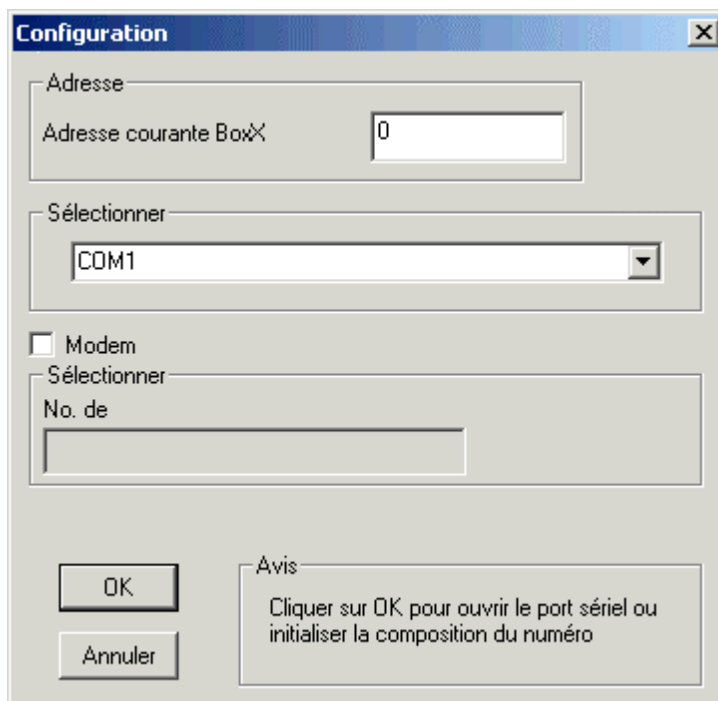 Configuration
Adresse
Adresse courante BoxX
0
Sélectionner
COM1
Modem
Sélectionner
No. de
OK
Annuler
Avis
Cliquer sur OK pour ouvrir le port sériel ou
initialiser la composition du numéro